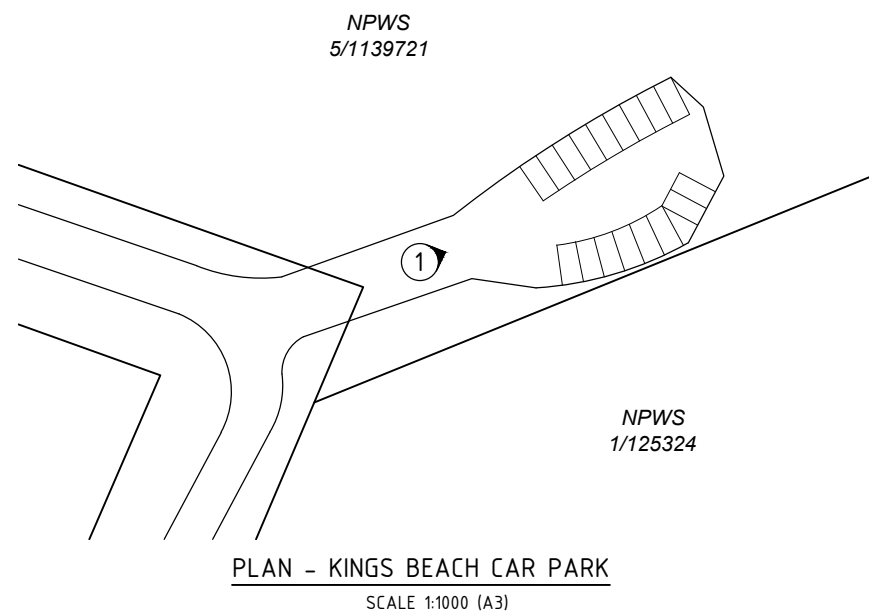 NPWS
5/1139721
1
NPWS
1/125324
PLAN - KINGS BEACH CAR PARK
SCALE 1:1000 (A3)